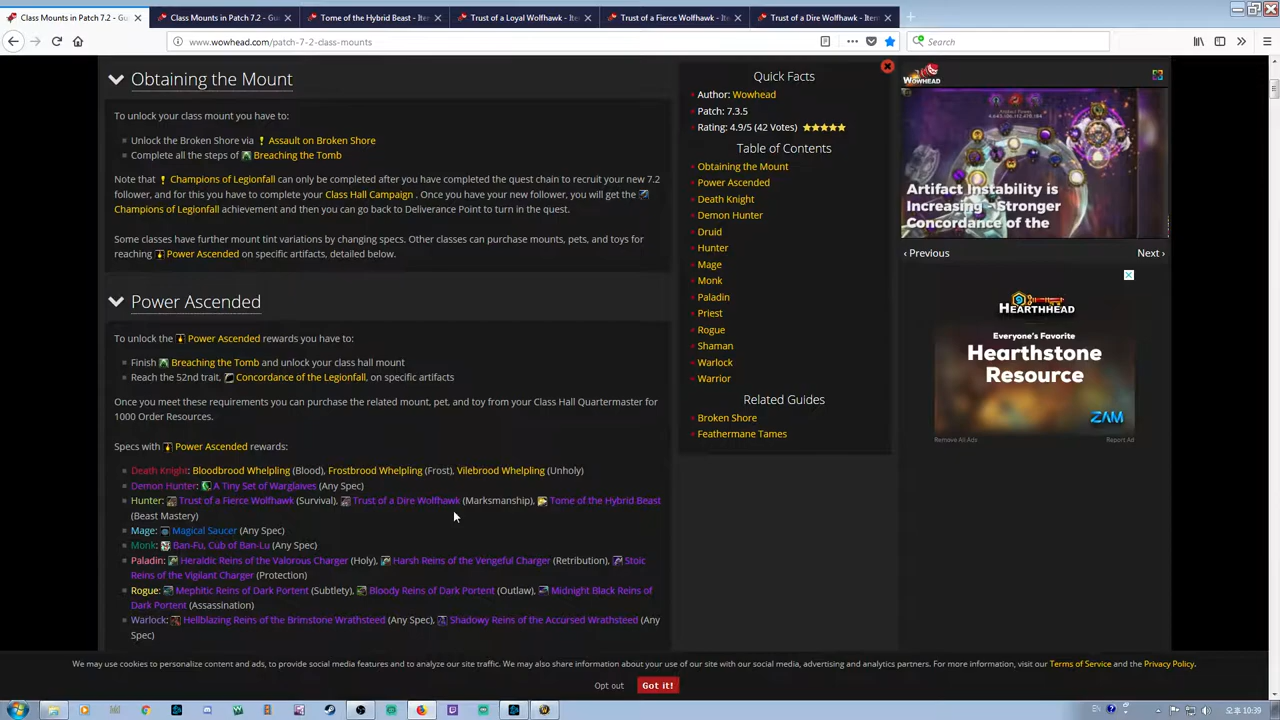 Class Mounts in Patch 7.2 - Gu
Class Mounts in Patch 7.2 - Gu
Tome of the Hybrid Beast - Iter
Trust of a Loyal Wolfhawk - Ite
Trust of a Fierce Wolfhawk - Ite
Trust of a Dire Wolfhawk - Item
www.wowhead.com/patch-7-2-class-mounts
Search
Obtaining the Mount
To unlock your class mount you have to:
Unlock the Broken Shore via Assault on Broken Shore
Complete all the steps of Breaching the Tomb
Note that Champions of Legionfall can only be completed after you have completed the quest chain to recruit your new 7.2
follower, and for this you have to complete your Class Hall Campaign . Once you have your new follower, you will get the
Champions of Legionfall achievement and then you can go back to Deliverance Point to turn in the quest.
Some classes have further mount tint variations by changing specs. Other classes can purchase mounts, pets, and toys for
reaching Power Ascended on specific artifacts, detailed below.
Power Ascended
To unlock the Power Ascended rewards you have to:
Finish Breaching the Tomb and unlock your class hall mount
Reach the 52nd trait, Concordance of the Legionfall, on specific artifacts
Once you meet these requirements you can purchase the related mount, pet, and toy from your Class Hall Quartermaster for
1000 Order Resources.
Specs with Power Ascended rewards:
Death Knight: Bloodbrood Whelpling (Blood), Frostbrood Whelpling (Frost), Vilebrood Whelpling (Unholy)
Demon Hunter: A Tiny Set of Warglaives (Any Spec)
Hunter: Trust of a Fierce Wolfhawk (Survival), Trust of a Dire Wolfhawk (Marksmanship), Tome of the Hybrid Beast
(Beast Mastery)
Mage: Magical Saucer (Any Spec)
Monk: Ban-Fu, Cub of Ban-Lu (Any Spec)
Paladin: Heraldic Reins of the Valorous Charger (Holy), Harsh Reins of the Vengeful Charger (Retribution), Stoic
Reins of the Vigilant Charger (Protection)
Rogue: Mephitic Reins of Dark Portent (Subtlety), Bloody Reins of Dark Portent (Outlaw), Midnight Black Reins of
Dark Portent (Assassination)
Warlock: Hellblazing Reins of the Brimstone Wrathsteed (Any Spec), Shadowy Reins of the Accursed Wrathsteed (Any
Spec)
Quick Facts
Author: Wowhead
Patch: 7.3.5
Rating: 4.9/5 (42 Votes)
Table of Contents
Obtaining the Mount
Power Ascended
Death Knight
Demon Hunter
Druid
Hunter
Mage
Monk
Paladin
Priest
Rogue
Shaman
Warlock
Warrior
Related Guides
Broken Shore
Feathermane Tames
WOWHEAD
Artifact Instability is
Increasing - Stronger
Concordance of the
‹ Previous
Next ›
HEARTHHEAD
Everyone's Favorite
Hearthstone
Resource
ZAM
Remove All Ads
Report Ad
We may use cookies to personalize content and ads, to provide social media features and to analyze our site traffic. We may also share information about your use of our site with our social media, advertising and analytics partners. For more information, visit our Terms of Service and the Privacy Policy.
Opt out
Got it!
EN
오후 10:39